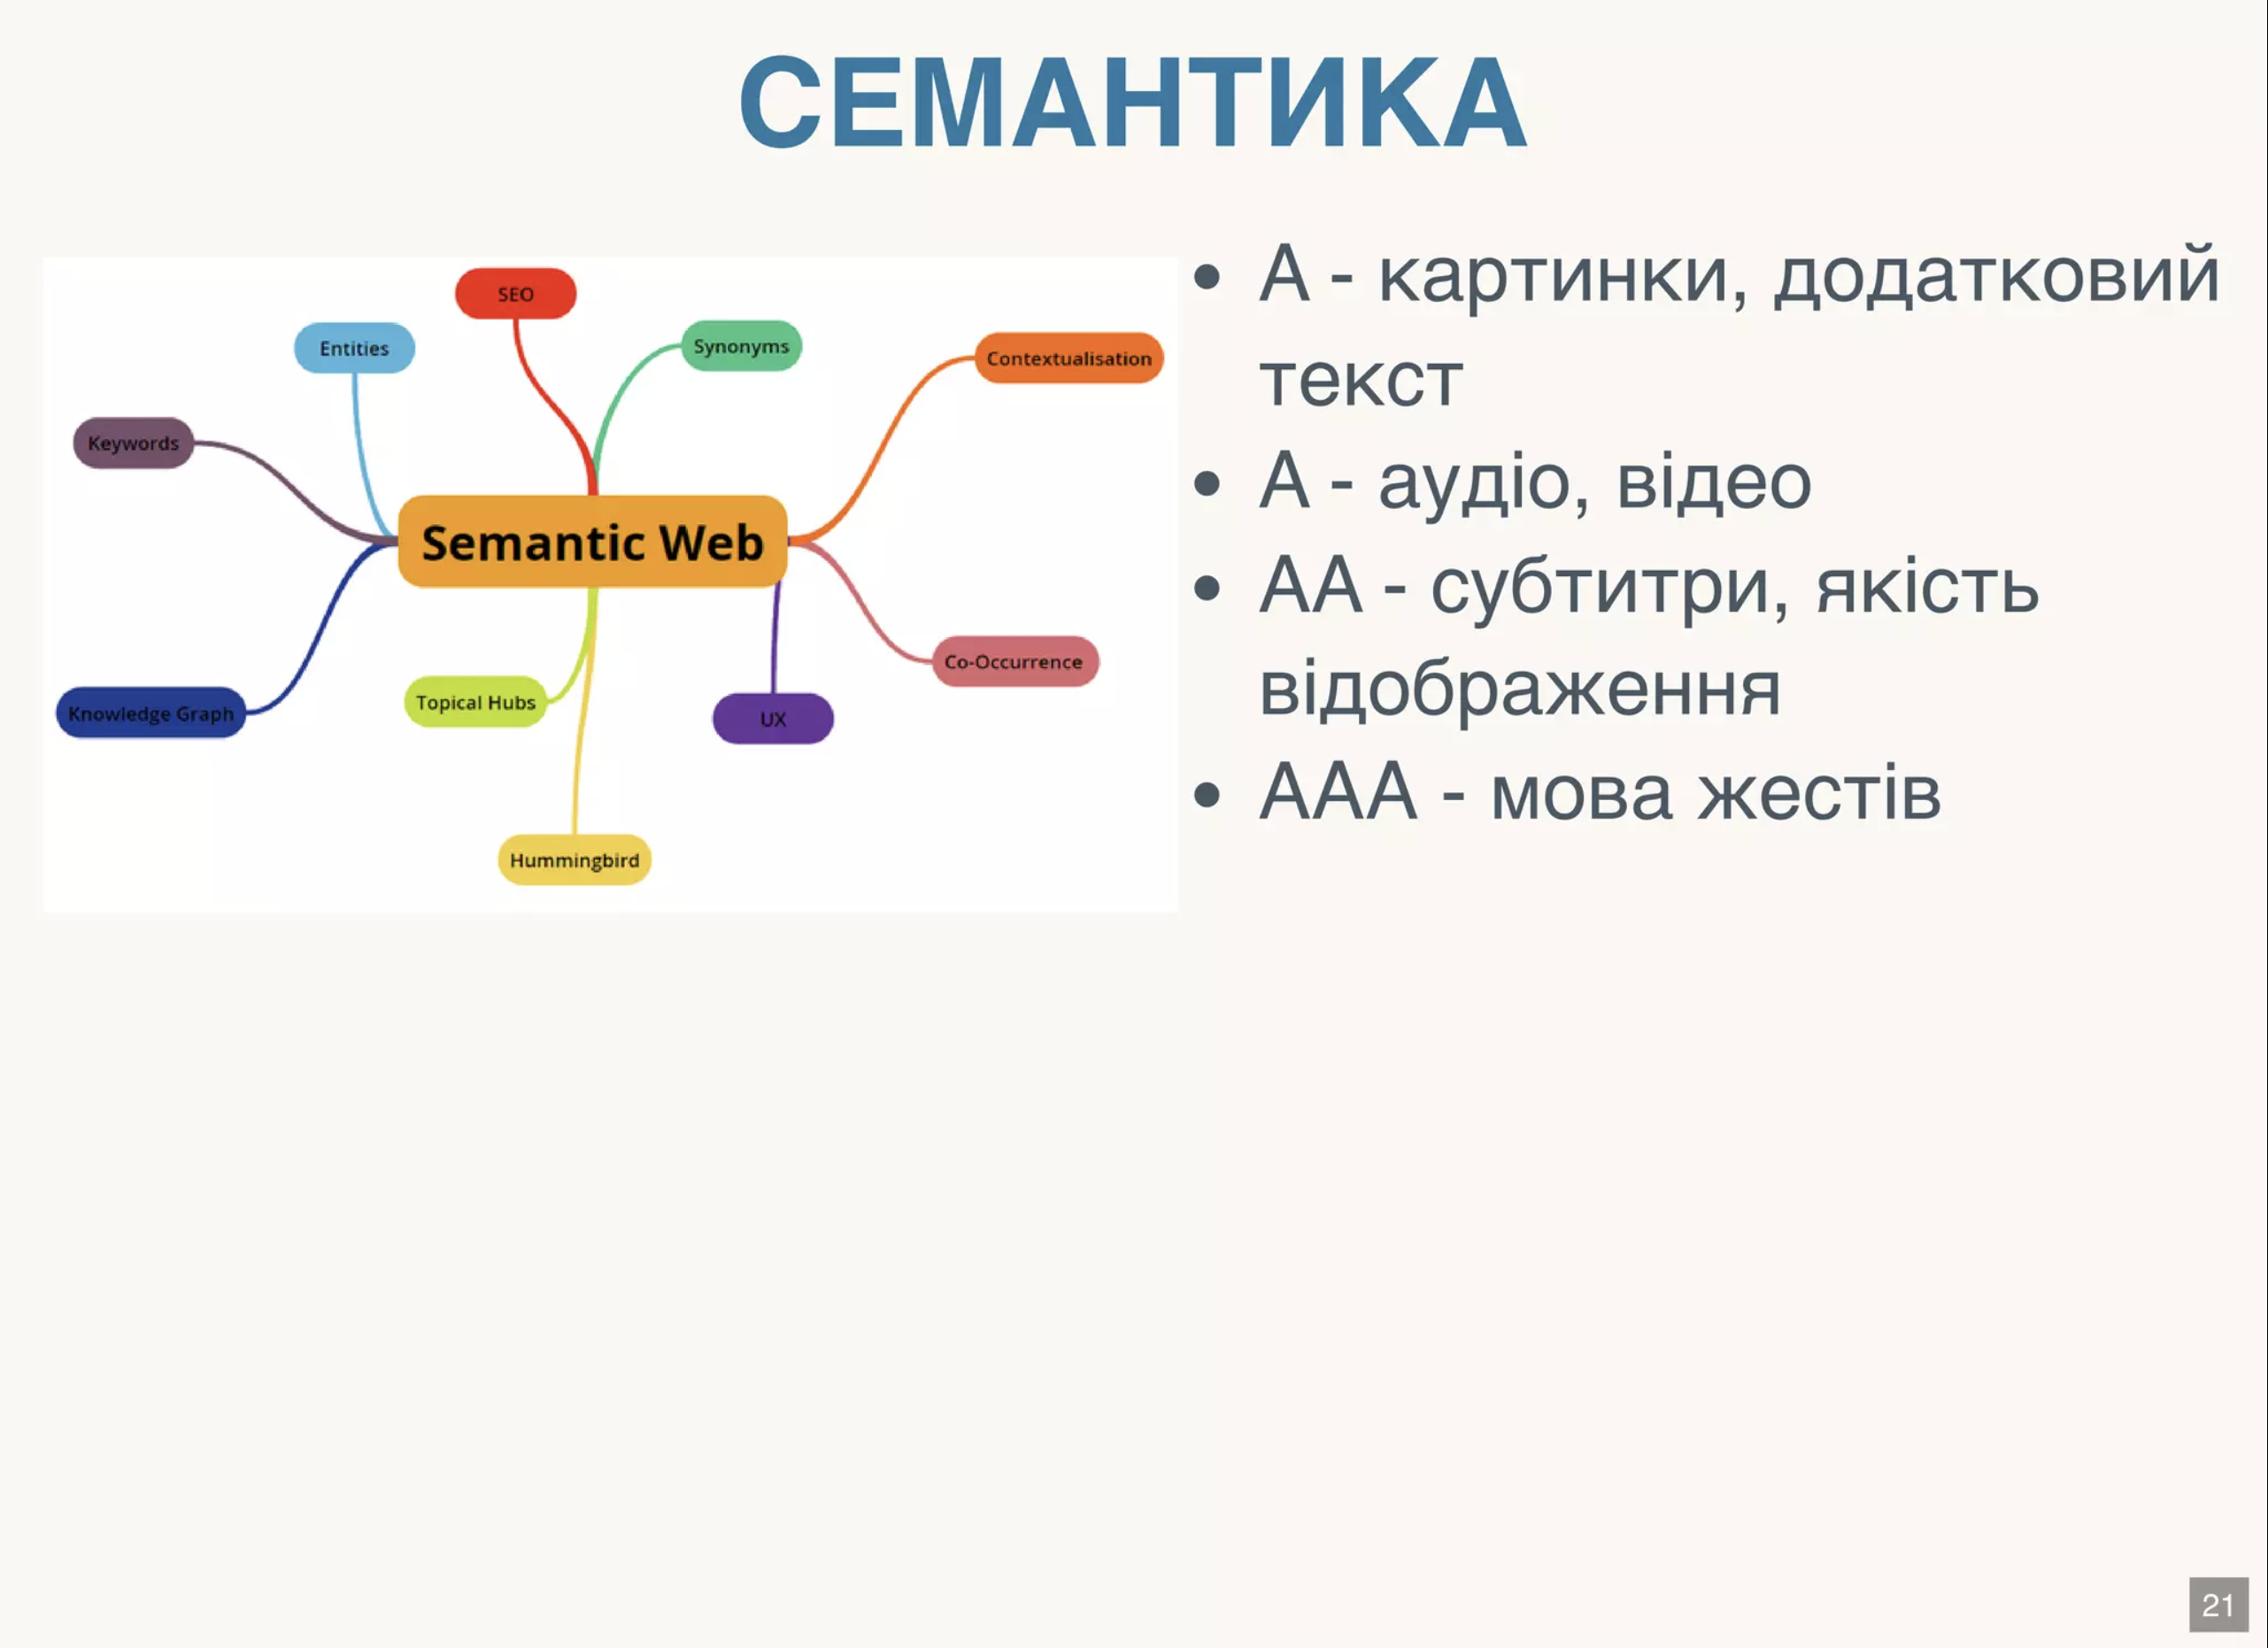 СЕМАНТИКА
SEO
Entities
Synonyms
Contextualisation
Keywords
Semantic Web
Co-Occurrence
Topical Hubs
Knowledge Graph
UX
Hummingbird
• А - картинки, додатковий
текст
• А - аудіо, відео
• АА - субтитри, якість
відображення
• ААА - мова жестів
21